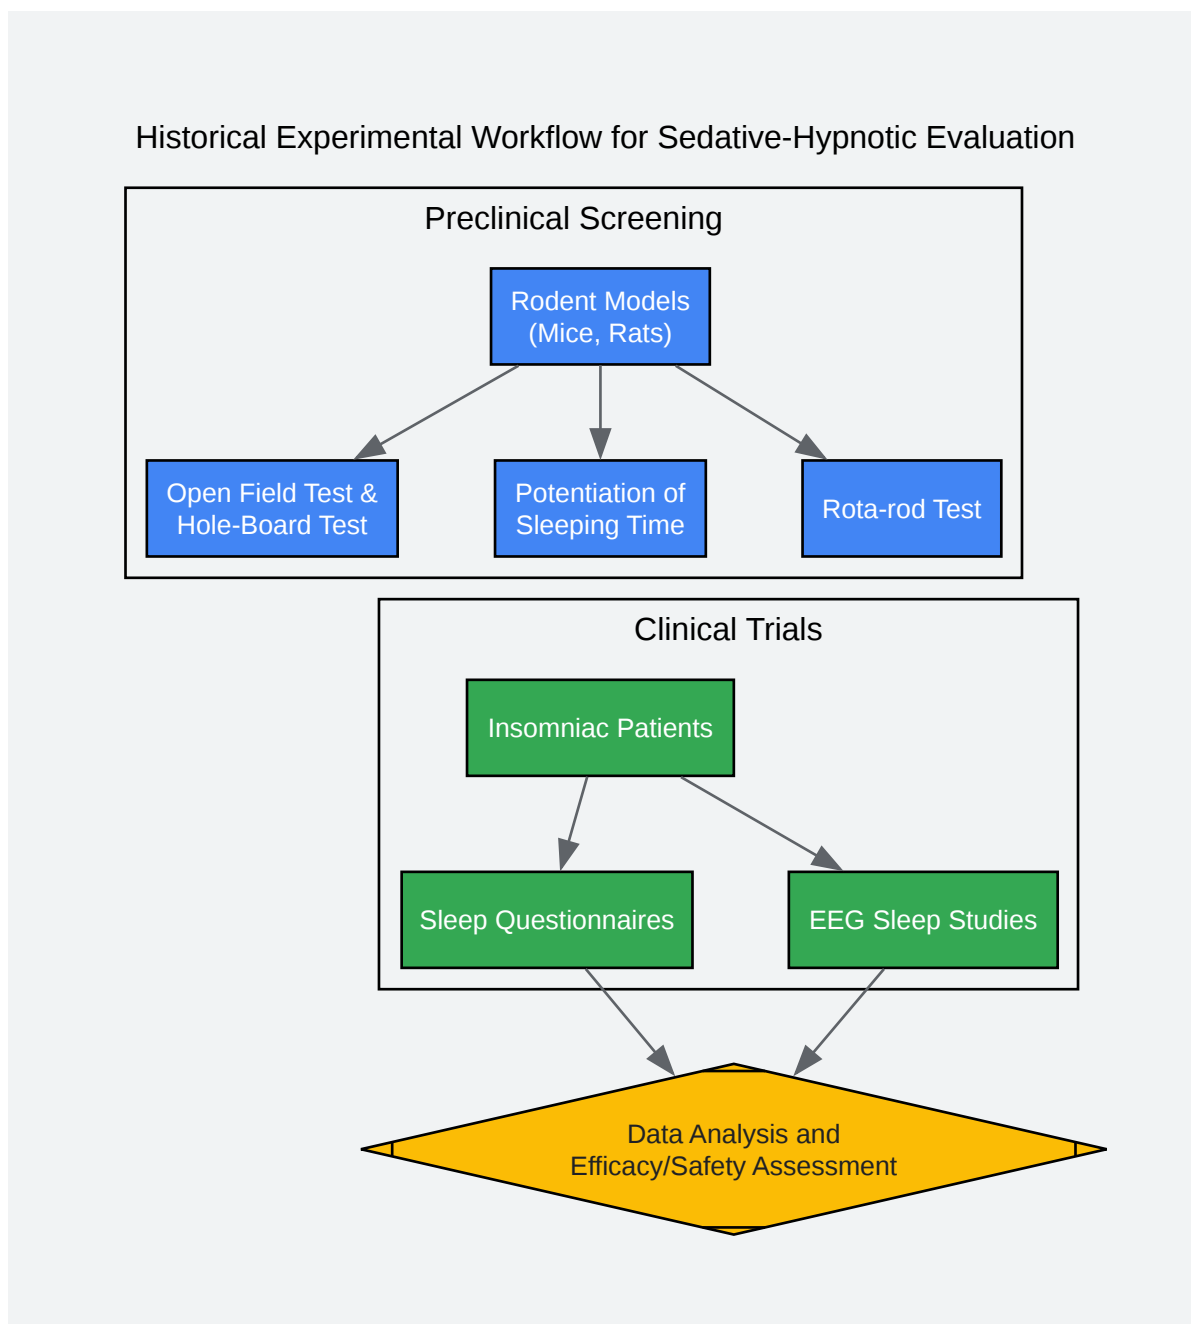 Historical Experimental Workflow for Sedative-Hypnotic Evaluation
Preclinical Screening
Rodent Models
(Mice, Rats)
Open Field Test &
Hole-Board Test
Potentiation of
Sleeping Time
Rota-rod Test
Clinical Trials
Insomniac Patients
Sleep Questionnaires
EEG Sleep Studies
Data Analysis and
Efficacy/Safety Assessment